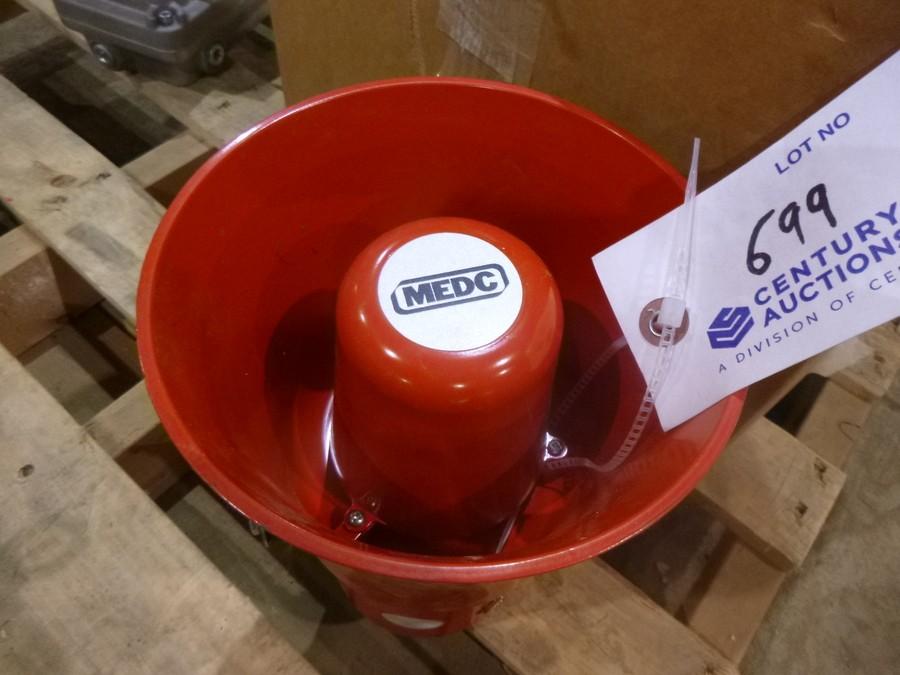 MEDC
LOT NO
699
CENTURY
AUCTIONS
A DIVISION OF CE